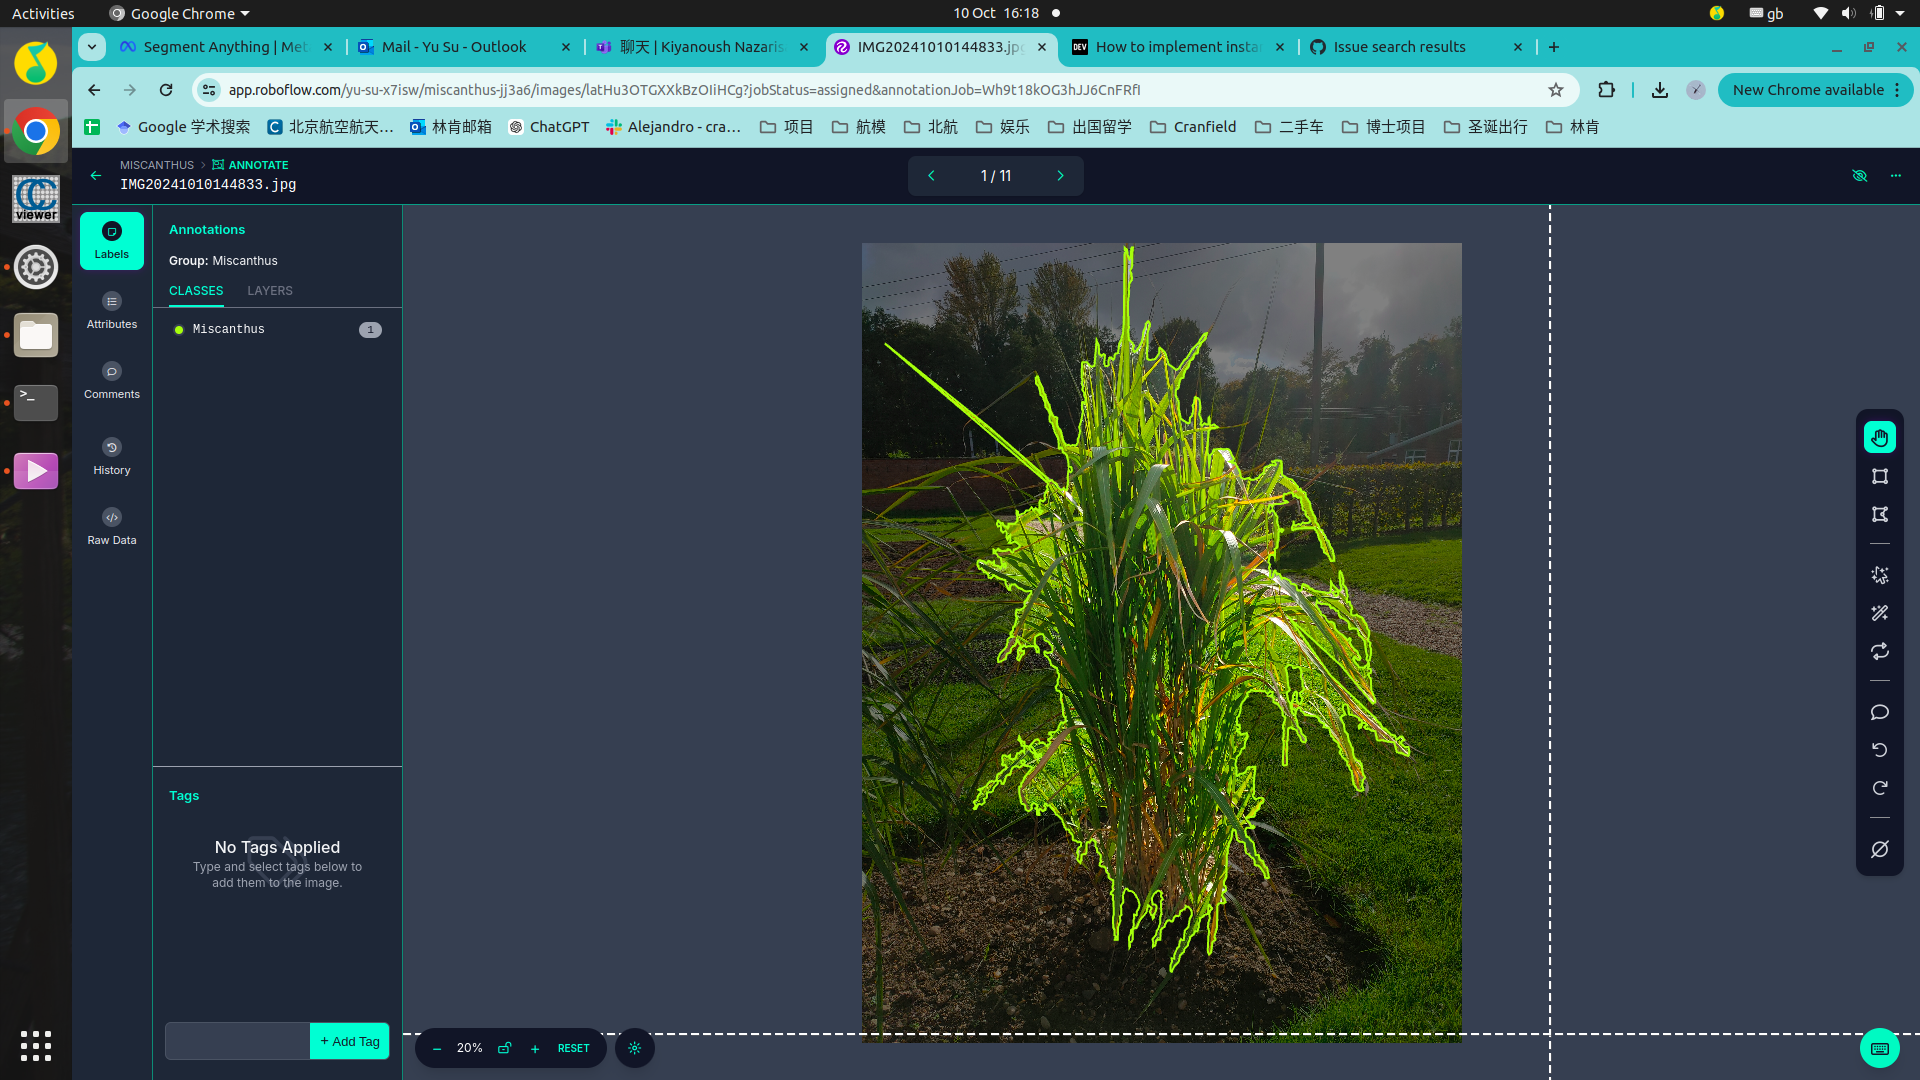 Activities
Google Chrome
10 Oct 16:18
gb
Segment Anything | Met
Mail - Yu Su - Outlook
聊天 | Kiyanoush Nazaris
IMG20241010144833.jpg
How to implement insta
Issue search results
app.roboflow.com/yu-su-x7isw/miscanthus-jj3a6/images/latHu3OTGXXkBzOIiHCg?jobStatus=assigned&annotationJob=Wh9t18kOG3hJJ6CnFRfI
New Chrome available
Google 学术搜索
北京航空航天…
林肯邮箱
ChatGPT
Alejandro - cra…
项目
航模
北航
娱乐
出国留学
Cranfield
二手车
博士项目
圣诞出行
林肯
MISCANTHUS > ANNOTATE
IMG20241010144833.jpg
1 / 11
CC
viewer
Labels
Attributes
Comments
History
Raw Data
Annotations
Group: Miscanthus
CLASSES
LAYERS
Miscanthus
1
Tags
No Tags Applied
Type and select tags below to
add them to the image.
+ Add Tag
20%
RESET